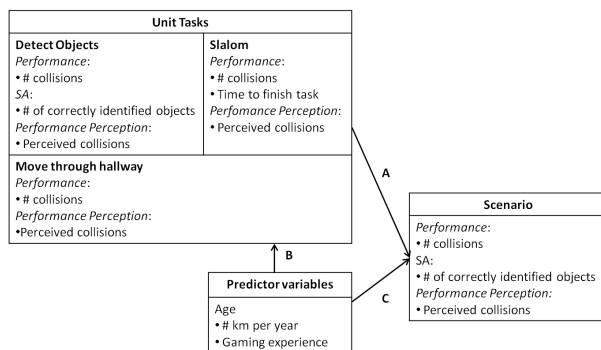 Unit Tasks
Detect Objects
Performance:
• # collisions
SA:
• # of correctly identified objects
Performance Perception:
• Perceived collisions
Slalom
Performance:
• # collisions
• Time to finish task
Perfomance Perception:
• Perceived collisions
Move through hallway
Performance:
• # collisions
Performance Perception:
•Perceived collisions
A
B
C
Scenario
Performance:
• # collisions
SA:
• # of correctly identified objects
Performance Perception:
• Perceived collisions
Predictor variables
Age
• # km per year
• Gaming experience